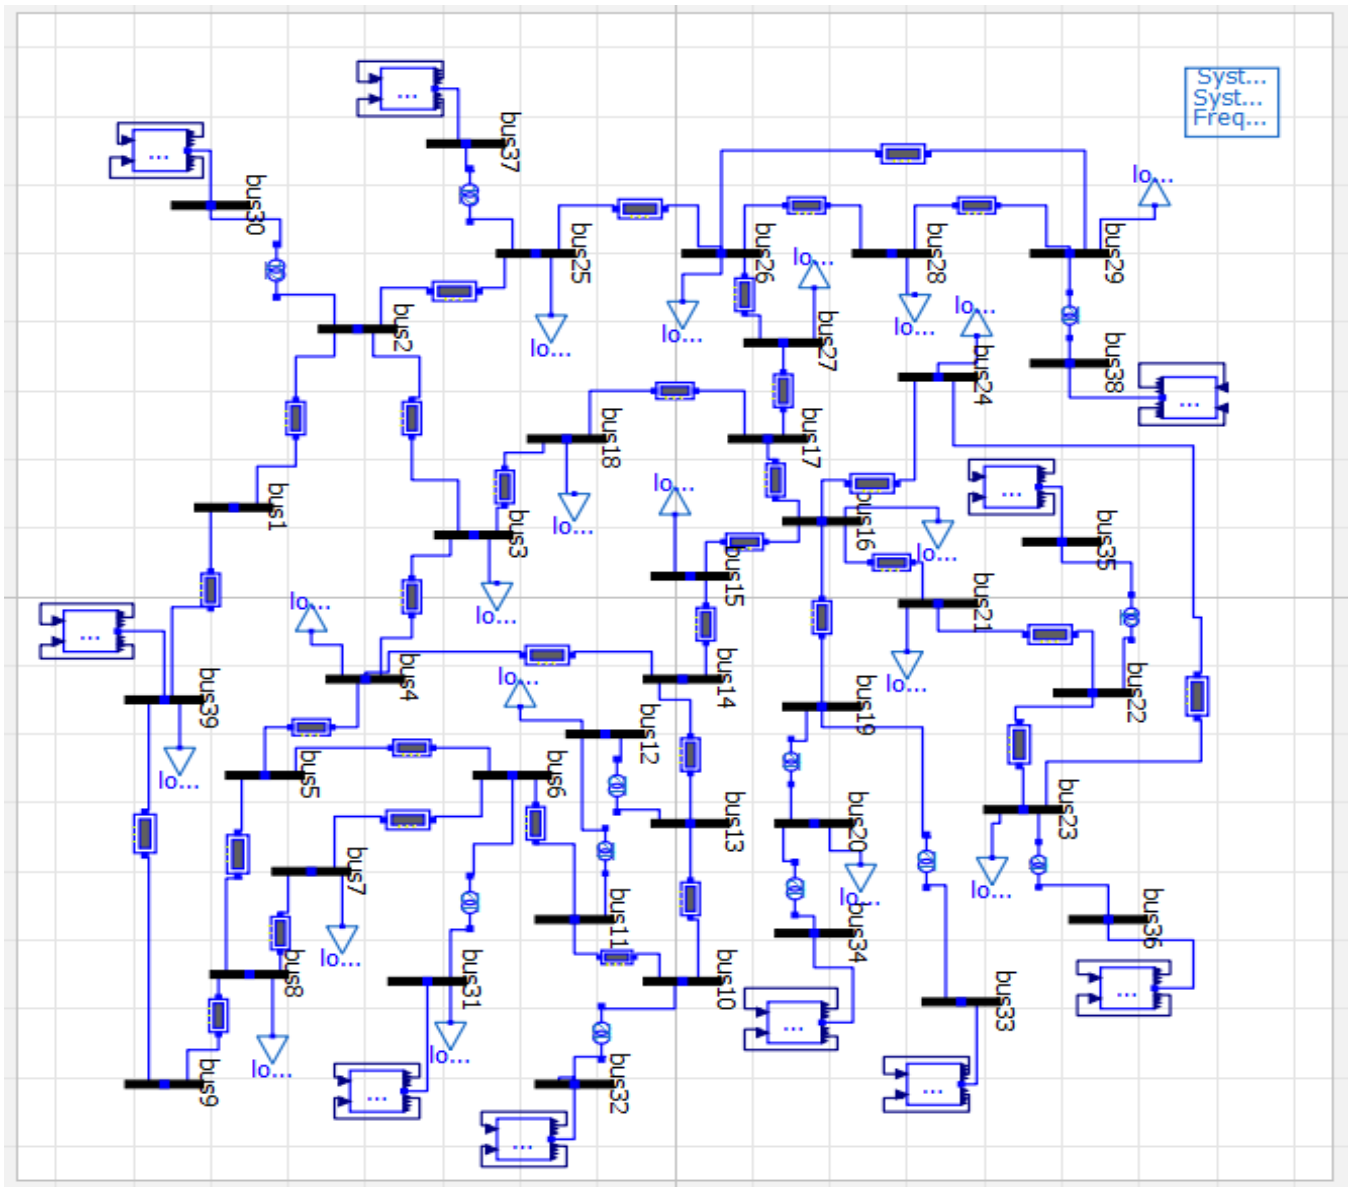 Syst...
Syst...
Freq...
bus37
bus30
lo...
bus25
bus26
lo...
bus28
bus29
lo...
bus2
lo...
lo...
bus27
lo...
bus38
...
bus24
...
bus18
bus17
lo...
...
bus1
bus3
lo...
bus16
lo...
bus35
bus15
lo...
lo...
bus21
...
bus39
bus4
lo...
bus14
lo...
bus22
bus19
bus12
lo...
bus5
bus6
bus13
bus20
bus23
lo...
bus7
lo...
lo...
bus11
bus34
bus36
bus8
lo...
bus31
lo...
bus10
bus33
...
...
bus9
...
bus32
...
...
...
...